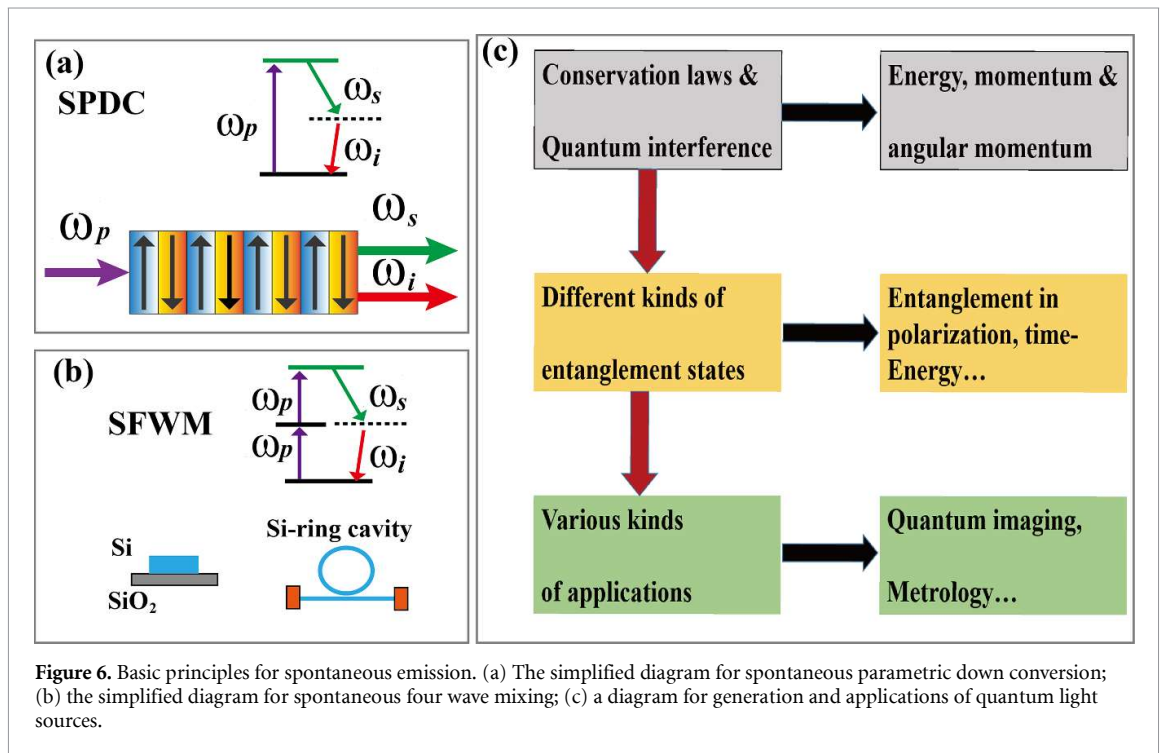 (a)
SPDC
ωp
ωs
ωi
ωp
ωs
ωi
(b)
SFWM
ωp
ωp
ωs
ωi
Si
SiO₂
Si-ring cavity
(c)
Conservation laws &
Quantum interference
Energy, momentum &
angular momentum
Different kinds of
entanglement states
Entanglement in
polarization, time-
Energy…
Various kinds
of applications
Quantum imaging,
Metrology…
Figure 6. Basic principles for spontaneous emission. (a) The simplified diagram for spontaneous parametric down conversion;
(b) the simplified diagram for spontaneous four wave mixing; (c) a diagram for generation and applications of quantum light
sources.